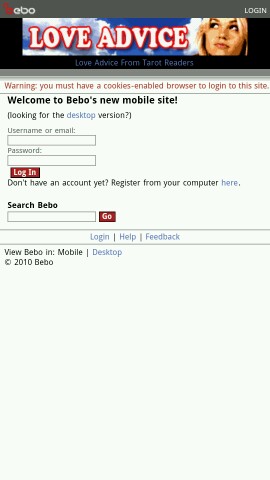 bebo
LOGIN
LOVE ADVICE
Love Advice From Tarot Readers
Warning: you must have a cookies-enabled browser to login to this site.
Welcome to Bebo's new mobile site!
(looking for the desktop version?)
Username or email:
Password:
Log In
Don't have an account yet? Register from your computer here.
Search Bebo
Go
Login | Help | Feedback
View Bebo in: Mobile | Desktop
© 2010 Bebo